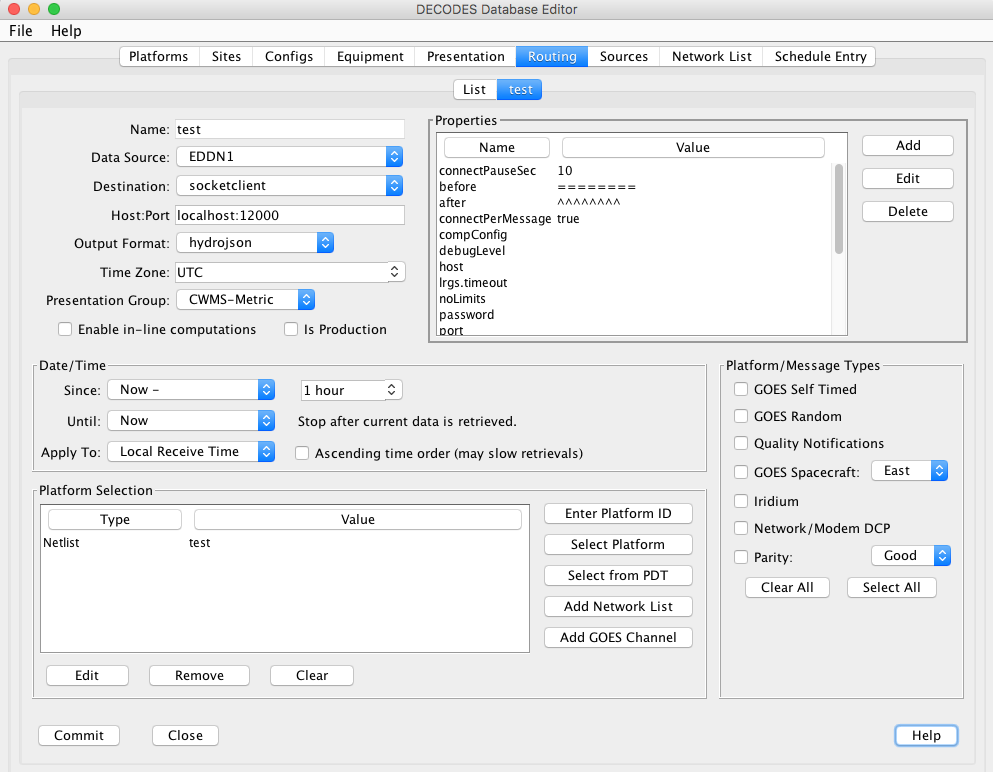 DECODES Database Editor
File Help
Platforms Sites Configs Equipment Presentation Routing Sources Network List Schedule Entry
List test
Name: test
Data Source: EDDN1
Destination: socketclient
Host:Port localhost:12000
Output Format: hydrojson
Time Zone: UTC
Presentation Group: CWMS-Metric
Enable in-line computations Is Production
Properties
Name Value
connectPauseSec 10
before ========
after ^^^^^^^^
connectPerMessage true
compConfig
debugLevel
host
lrgs.timeout
noLimits
password
port
Add
Edit
Delete
Date/Time
Since: Now - 1 hour
Until: Now Stop after current data is retrieved.
Apply To: Local Receive Time Ascending time order (may slow retrievals)
Platform Selection
Type Value
Netlist test
Enter Platform ID
Select Platform
Select from PDT
Add Network List
Add GOES Channel
Edit Remove Clear
Platform/Message Types
GOES Self Timed
GOES Random
Quality Notifications
GOES Spacecraft: East
Iridium
Network/Modem DCP
Parity: Good
Clear All Select All
Commit Close Help